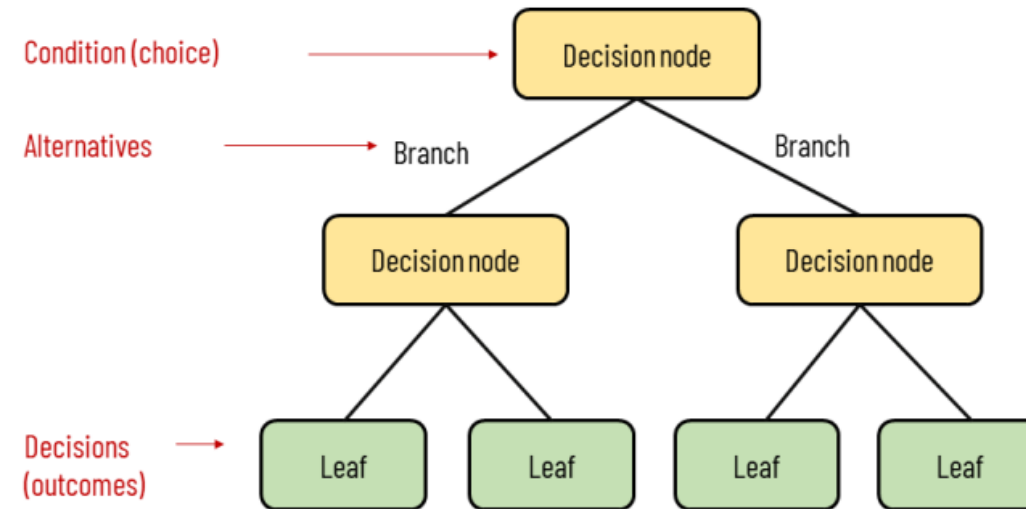 Condition (choice)
Decision node
Alternatives
Branch
Branch
Decision node
Decision node
Decisions
(outcomes)
Leaf
Leaf
Leaf
Leaf